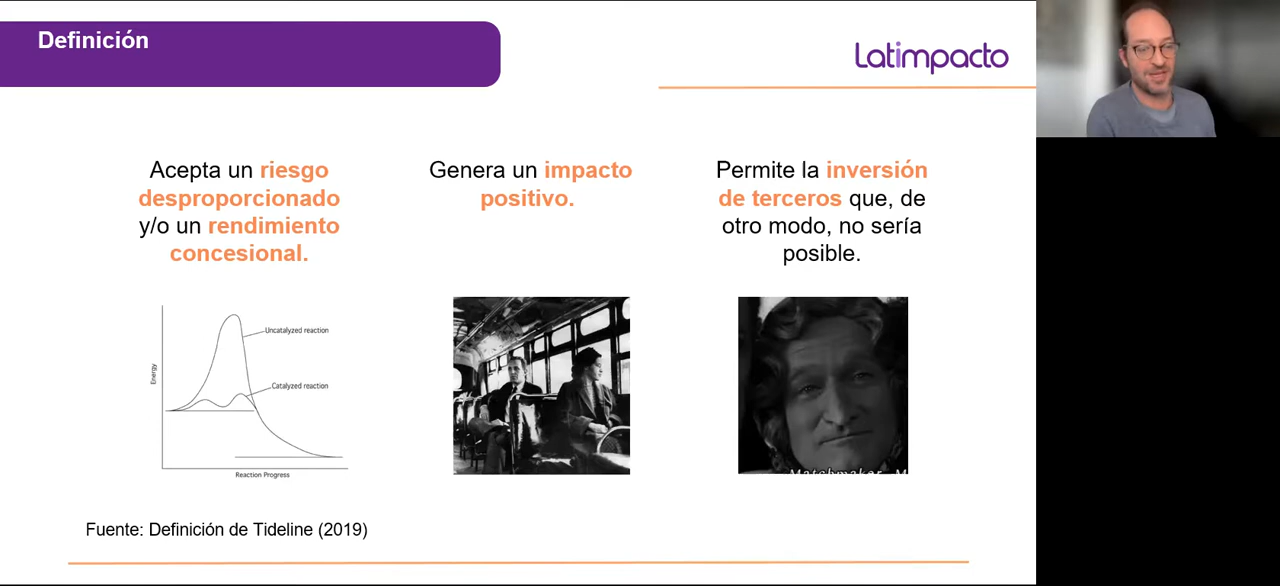 Definición
Latimpacto
Acepta un riesgo
desproporcionado
y/o un rendimiento
concesional.
Genera un impacto
positivo.
Permite la inversión
de terceros que, de
otro modo, no sería
posible.
Uncatalyzed reaction
Catalyzed reaction
Energy
Reaction Progress
Matchmaker, M
Fuente: Definición de Tideline (2019)